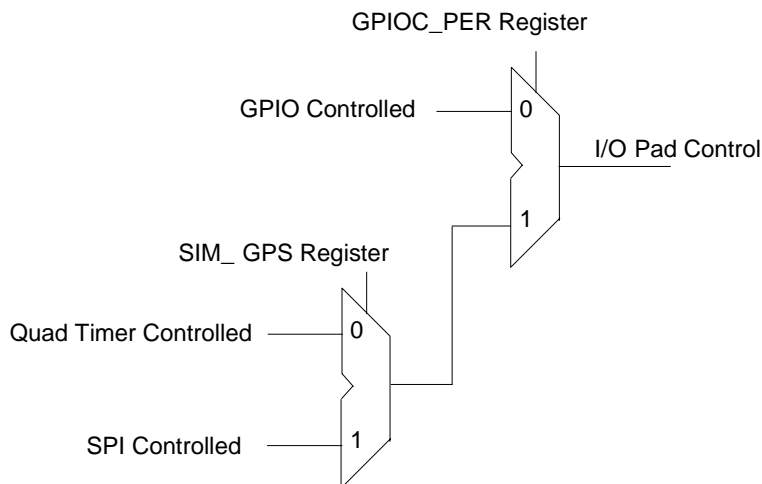 GPIOC_PER Register
GPIO Controlled
0
I/O Pad Control
1
SIM_ GPS Register
Quad Timer Controlled
0
SPI Controlled
1